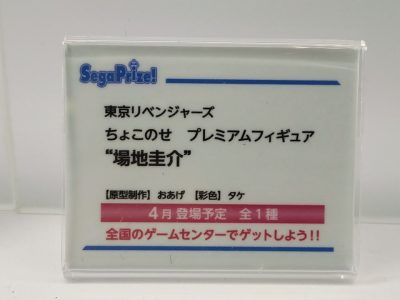 SegaPrize!
東京リベンジャーズ
ちょこのせ プレミアムフィギュア
“場地圭介”
【原型制作】 おあげ 【彩色】 タケ
4月 登場予定 全1種
全国のゲームセンターでゲットしよう!!